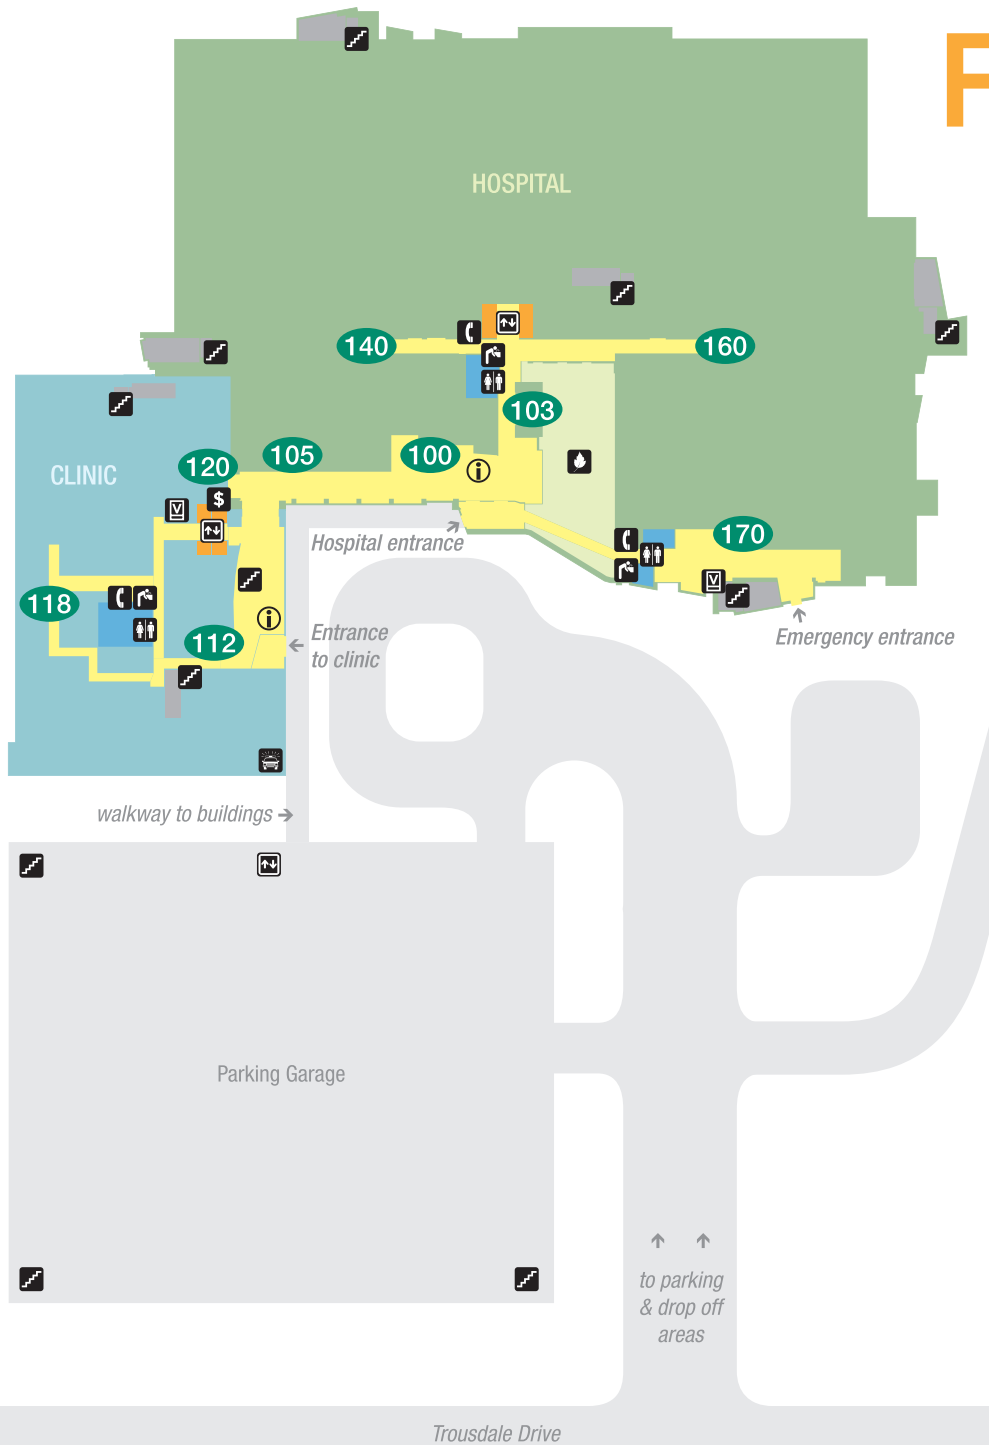 F
HOSPITAL
140
160
103
105
100
120
CLINIC
$
V
i
Hospital entrance
170
V
118
i
112
Entrance
to clinic
Emergency entrance
walkway to buildings
Parking Garage
to parking
& drop off
areas
Trousdale Drive